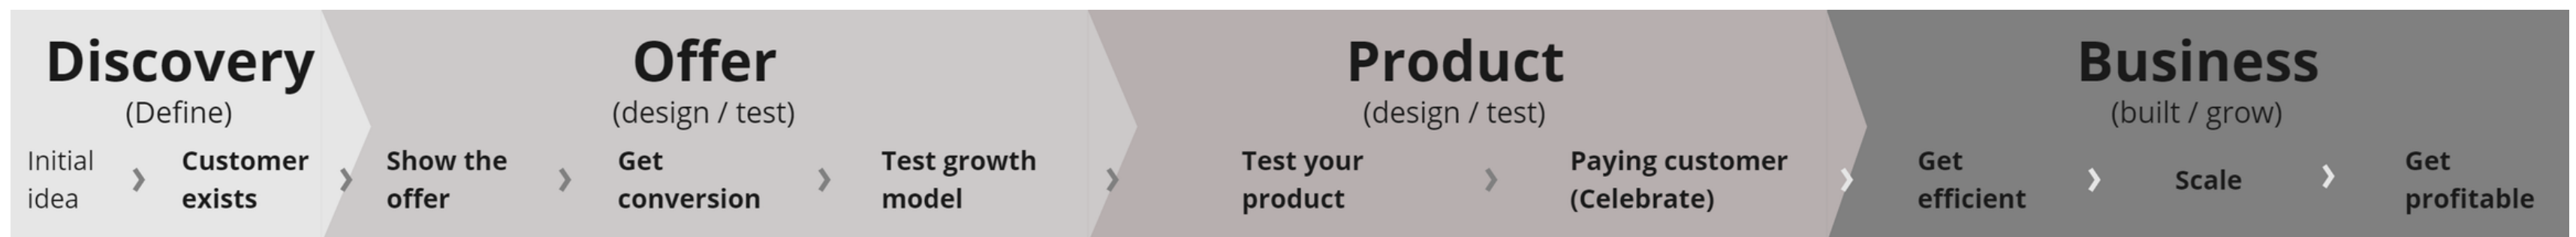 Discovery
(Define)
Initial
idea
›
Customer
exists
›
Offer
(design / test)
Show the
offer
›
Get
conversion
›
Test growth
model
›
Product
(design / test)
Test your
product
›
Paying customer
(Celebrate)
›
Business
(built / grow)
Get
efficient
›
Scale
›
Get
profitable